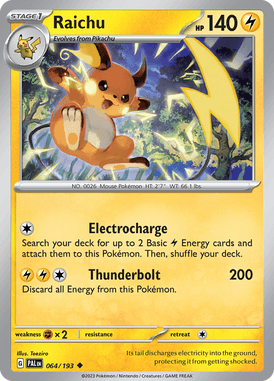 STAGE 1 Raichu HP 140
Evolves from Pikachu
NO. 0026 Mouse Pokémon HT: 2'7" WT: 66.1 lbs.
Electrocharge
Search your deck for up to 2 Basic Energy cards and
attach them to this Pokémon. Then, shuffle your deck.
Thunderbolt 200
Discard all Energy from this Pokémon.
weakness ×2 resistance retreat
Illus. Teeziro
G PAL EN 064/193
Its tail discharges electricity into the ground,
protecting it from getting shocked.
©2023 Pokémon / Nintendo / Creatures / GAME FREAK